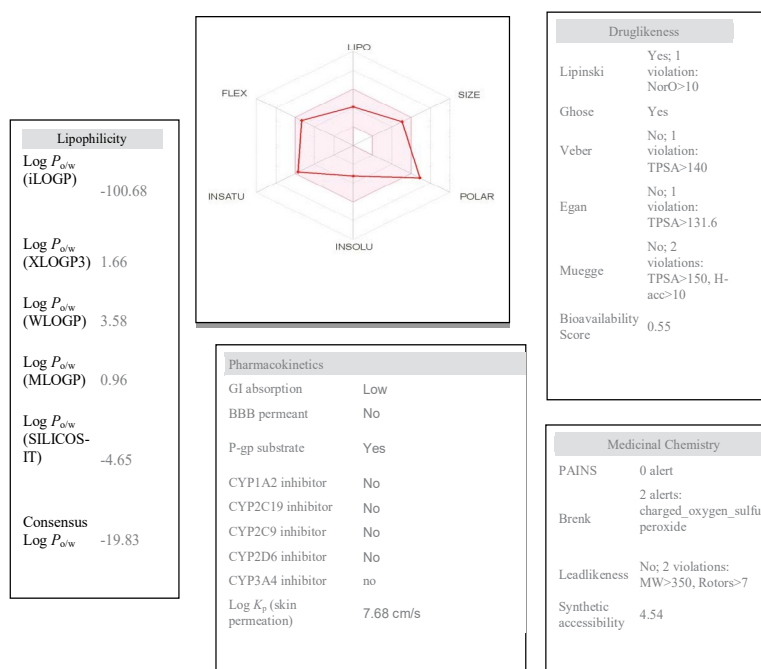 Lipophilicity
Log Po/w
(iLOGP)
-100.68
Log Po/w
(XLOGP3) 1.66
Log Po/w
(WLOGP) 3.58
Log Po/w
(MLOGP) 0.96
Log Po/w
(SILICOS-
IT) -4.65
Consensus
Log Po/w -19.83
LIPO
FLEX
SIZE
INSATU
POLAR
INSOLU
Pharmacokinetics
GI absorption Low
BBB permeant No
P-gp substrate Yes
CYP1A2 inhibitor No
CYP2C19 inhibitor No
CYP2C9 inhibitor No
CYP2D6 inhibitor No
CYP3A4 inhibitor no
Log Kp (skin
permeation) 7.68 cm/s
Druglikeness
Lipinski Yes; 1
violation:
NorO>10
Ghose Yes
Veber No; 1
violation:
TPSA>140
Egan No; 1
violation:
TPSA>131.6
Muegge No; 2
violations:
TPSA>150, H-
acc>10
Bioavailability
Score 0.55
Medicinal Chemistry
PAINS 0 alert
Brenk 2 alerts:
charged_oxygen_sulfu
peroxide
Leadlikeness No; 2 violations:
MW>350, Rotors>7
Synthetic
accessibility 4.54